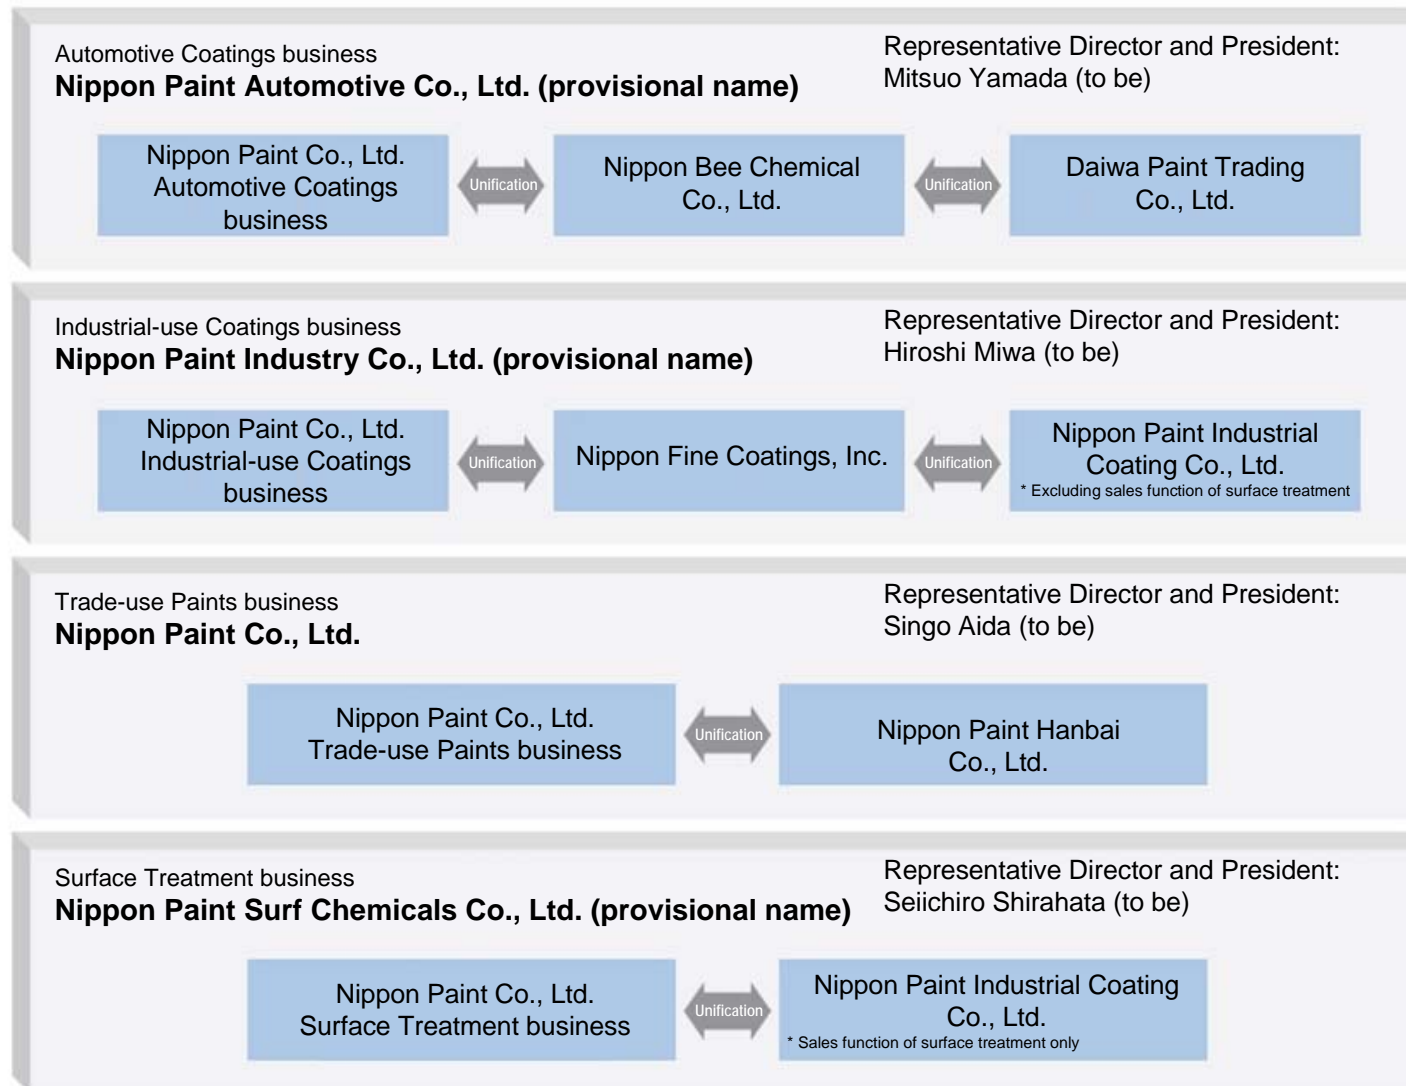 Automotive Coatings business
Nippon Paint Automotive Co., Ltd. (provisional name)
Representative Director and President:
Mitsuo Yamada (to be)
Nippon Paint Co., Ltd.
Automotive Coatings
business
Unification
Nippon Bee Chemical
Co., Ltd.
Unification
Daiwa Paint Trading
Co., Ltd.
Industrial-use Coatings business
Nippon Paint Industry Co., Ltd. (provisional name)
Representative Director and President:
Hiroshi Miwa (to be)
Nippon Paint Co., Ltd.
Industrial-use Coatings
business
Unification
Nippon Fine Coatings, Inc.
Unification
Nippon Paint Industrial
Coating Co., Ltd.
* Excluding sales function of surface treatment
Trade-use Paints business
Nippon Paint Co., Ltd.
Representative Director and President:
Singo Aida (to be)
Nippon Paint Co., Ltd.
Trade-use Paints business
Unification
Nippon Paint Hanbai
Co., Ltd.
Surface Treatment business
Nippon Paint Surf Chemicals Co., Ltd. (provisional name)
Representative Director and President:
Seiichiro Shirahata (to be)
Nippon Paint Co., Ltd.
Surface Treatment business
Unification
Nippon Paint Industrial Coating
Co., Ltd.
* Sales function of surface treatment only